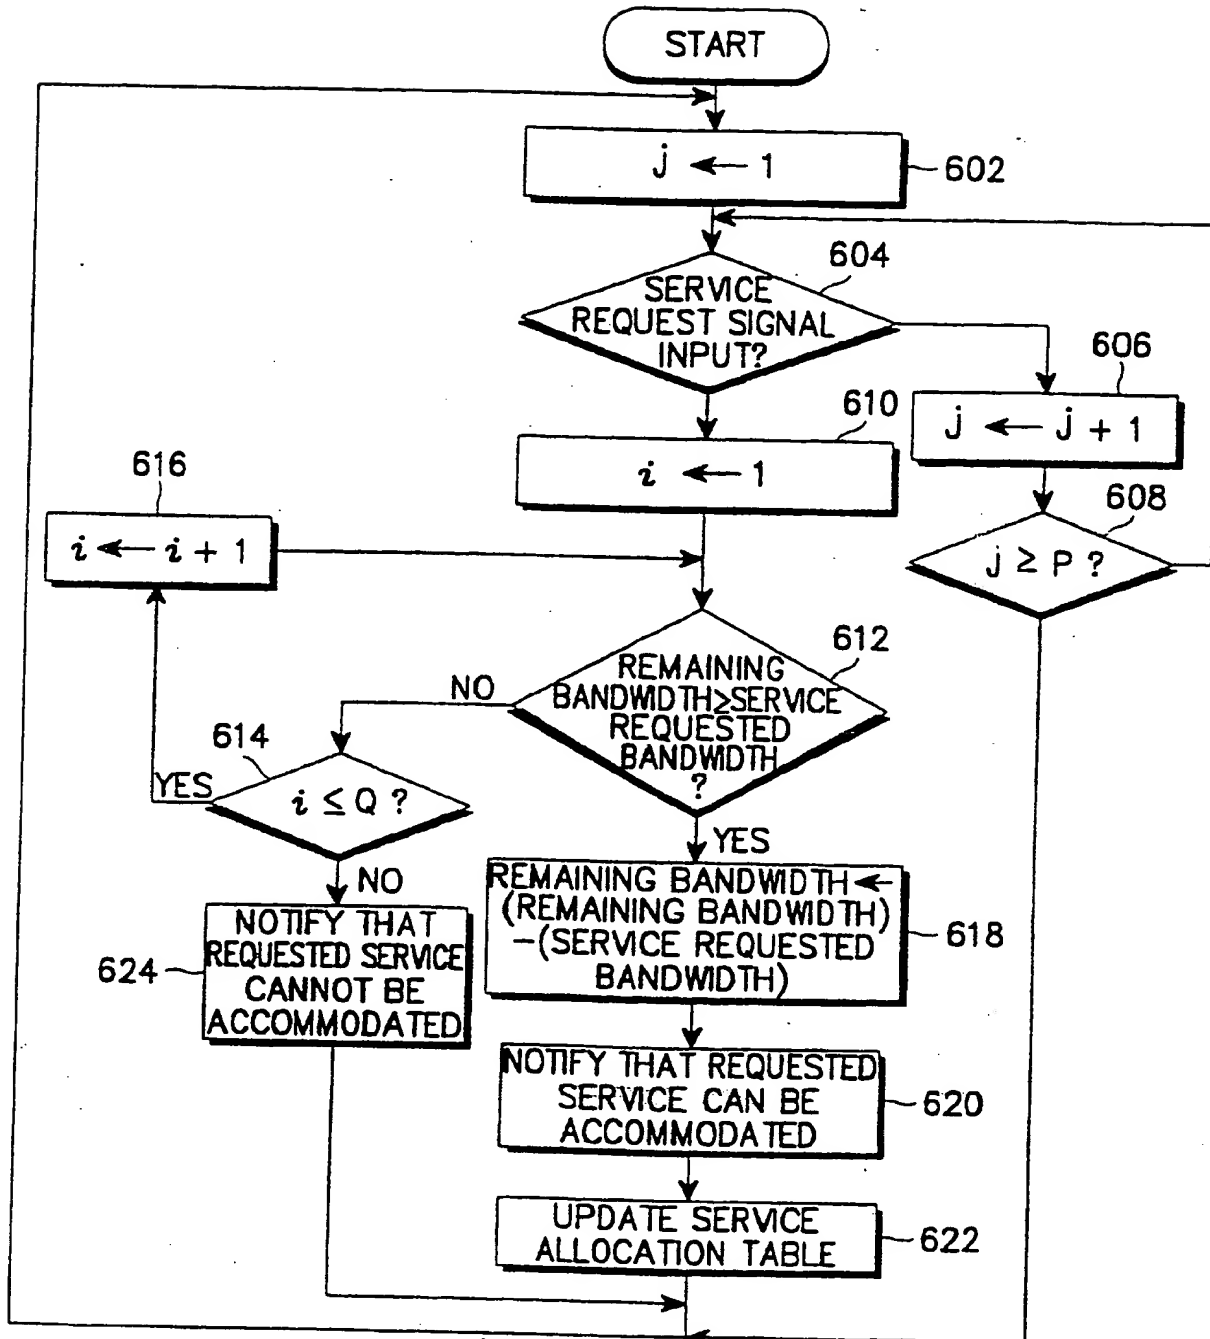 START
j ← 1
602
604
SERVICE
REQUEST SIGNAL
INPUT?
606
j ← j + 1
610
i ← 1
616
i ← i + 1
608
j ≥ P ?
612
REMAINING
BANDWIDTH≥SERVICE
REQUESTED
BANDWIDTH
?
NO
614
YES
i ≤ Q ?
YES
NO
REMAINING BANDWIDTH←
(REMAINING BANDWIDTH)
−(SERVICE REQUESTED
BANDWIDTH)
618
NOTIFY THAT
REQUESTED SERVICE
CANNOT BE
ACCOMMODATED
624
NOTIFY THAT REQUESTED
SERVICE CAN BE
ACCOMMODATED
620
UPDATE SERVICE
ALLOCATION TABLE
622